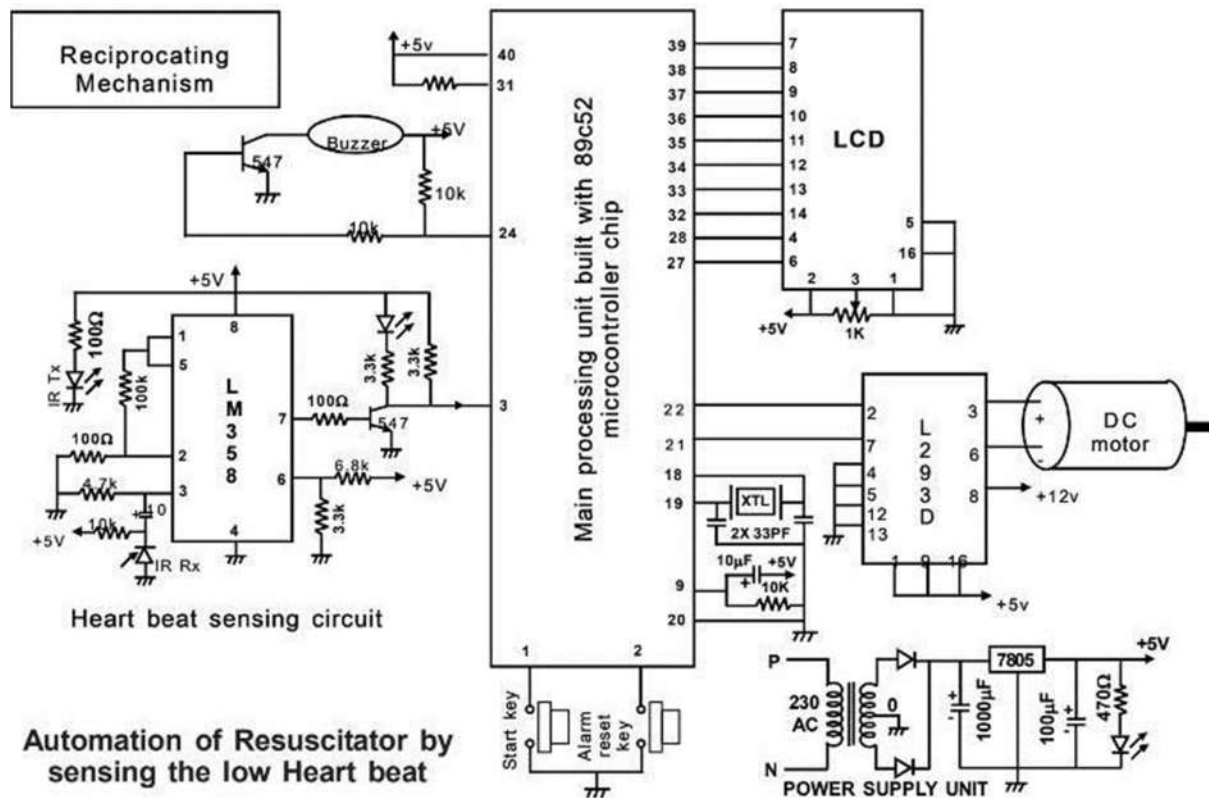 Reciprocating
Mechanism
+5v
40
31
Buzzer
+5V
547
10k
10k
24
Main processing unit built with 89c52
microcontroller chip
39
38
37
36
35
34
33
32
28
27
7
8
9
10
11
12
13
14
4
6
LCD
5
16
2
3
1
+5V
1K
+5V
100Ω
IR Tx
1
5
8
100k
LM358
100Ω
2
4.7k
3
+10
10k
+5V
IR Rx
4
7
100Ω
547
3.3k
3.3k
3
6
6.8k
+5V
3.3k
Heart beat sensing circuit
22
21
18
19
9
20
XTL
2X 33PF
10μF
+
+5V
10K
2
7
4
5
12
13
L293D
3
6
8
1
9
16
+5v
+
-
DC
motor
+12v
1
2
Start key
Alarm
reset
key
P
230
AC
N
0
7805
+5V
+
-
1000μF
+
-
100μF
470Ω
POWER SUPPLY UNIT
Automation of Resuscitator by
sensing the low Heart beat